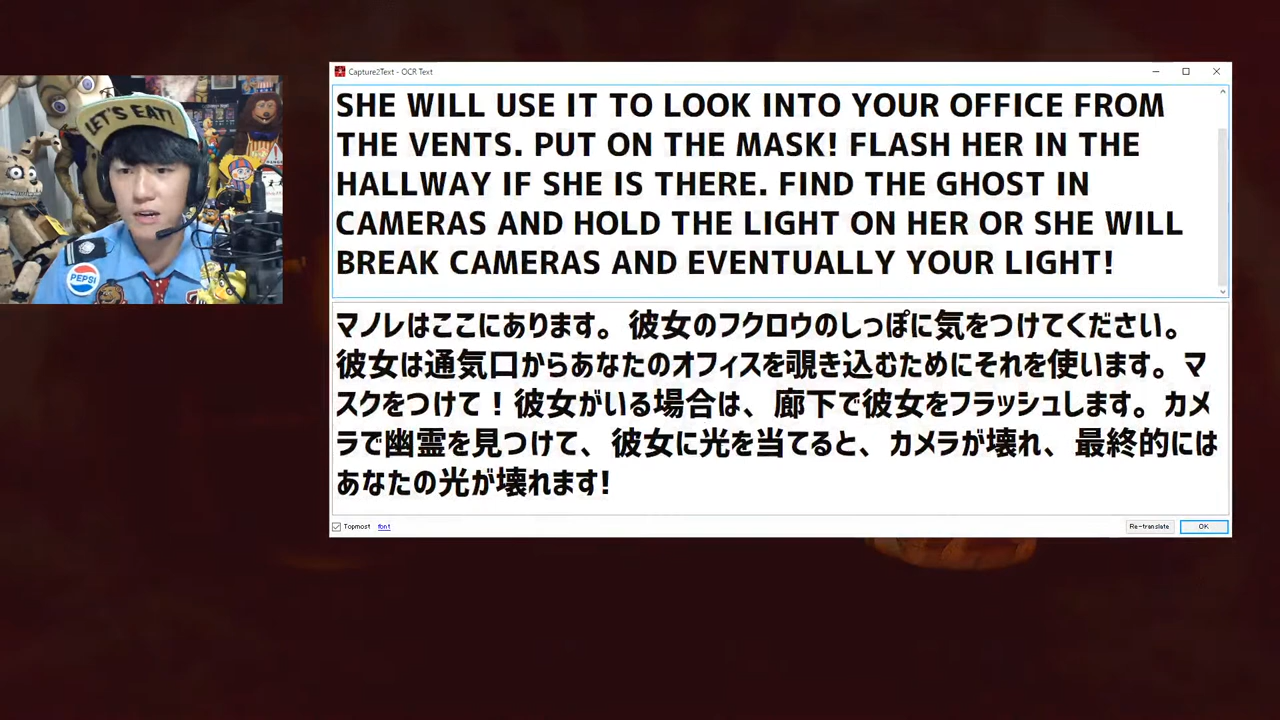 Capture2Text - OCR Text
SHE WILL USE IT TO LOOK INTO YOUR OFFICE FROM
THE VENTS. PUT ON THE MASK! FLASH HER IN THE
HALLWAY IF SHE IS THERE. FIND THE GHOST IN
CAMERAS AND HOLD THE LIGHT ON HER OR SHE WILL
BREAK CAMERAS AND EVENTUALLY YOUR LIGHT!
マノレはここにあります。彼女のフクロウのしっぽに気をつけてください。
彼女は通気口からあなたのオフィスを覗き込むためにそれを使います。マ
スクをつけて！彼女がいる場合は、廊下で彼女をフラッシュします。カメ
ラで幽霊を見つけて、彼女に光を当てると、カメラが壊れ、最終的には
あなたの光が壊れます!
Topmost font Re-translate OK
LET'S EAT!
PEPSI